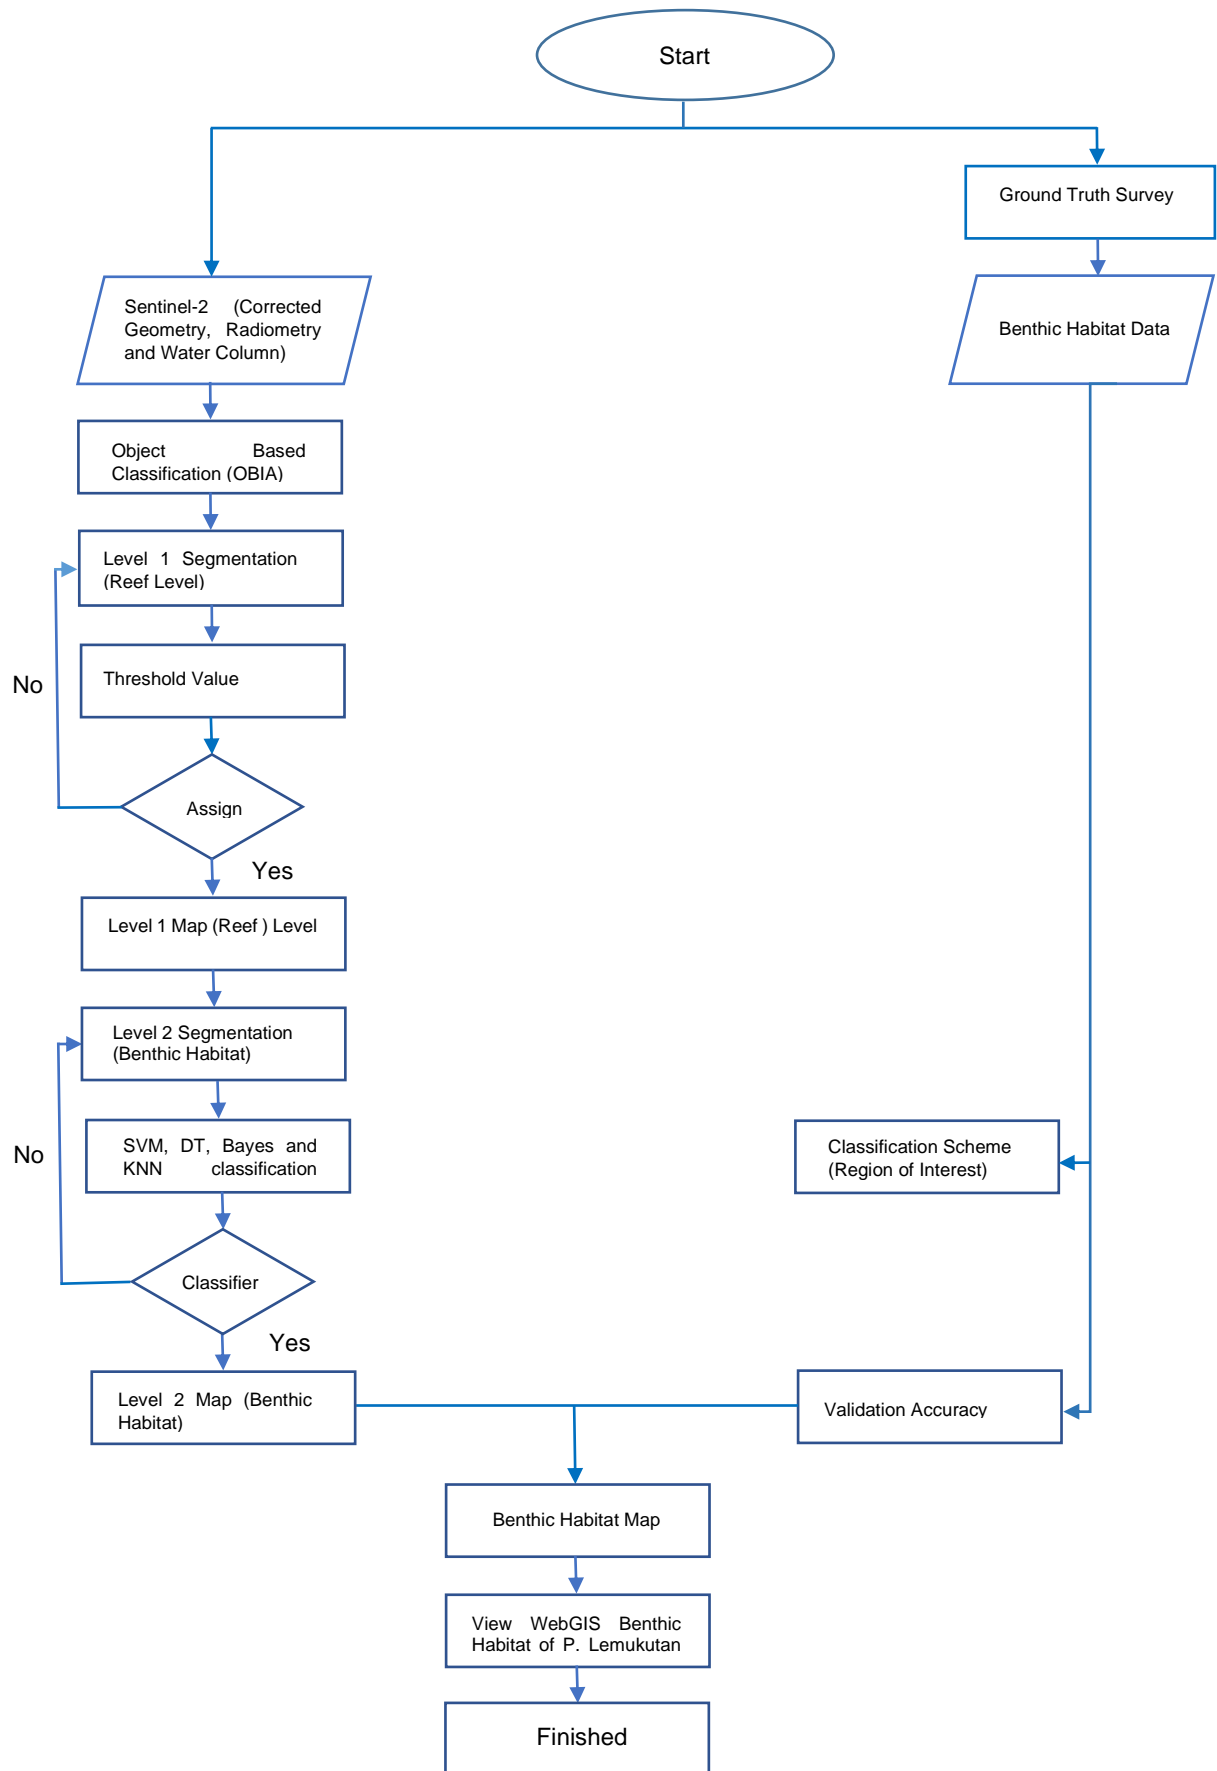 Start
Ground Truth Survey
Sentinel-2 (Corrected
Geometry, Radiometry
and Water Column)
Benthic Habitat Data
Object Based
Classification (OBIA)
Level 1 Segmentation
(Reef Level)
No
Threshold Value
Assign
Yes
Level 1 Map (Reef ) Level
Level 2 Segmentation
(Benthic Habitat)
No
SVM, DT, Bayes and
KNN classification
Classification Scheme
(Region of Interest)
Classifier
Yes
Level 2 Map (Benthic
Habitat)
Validation Accuracy
Benthic Habitat Map
View WebGIS Benthic
Habitat of P. Lemukutan
Finished